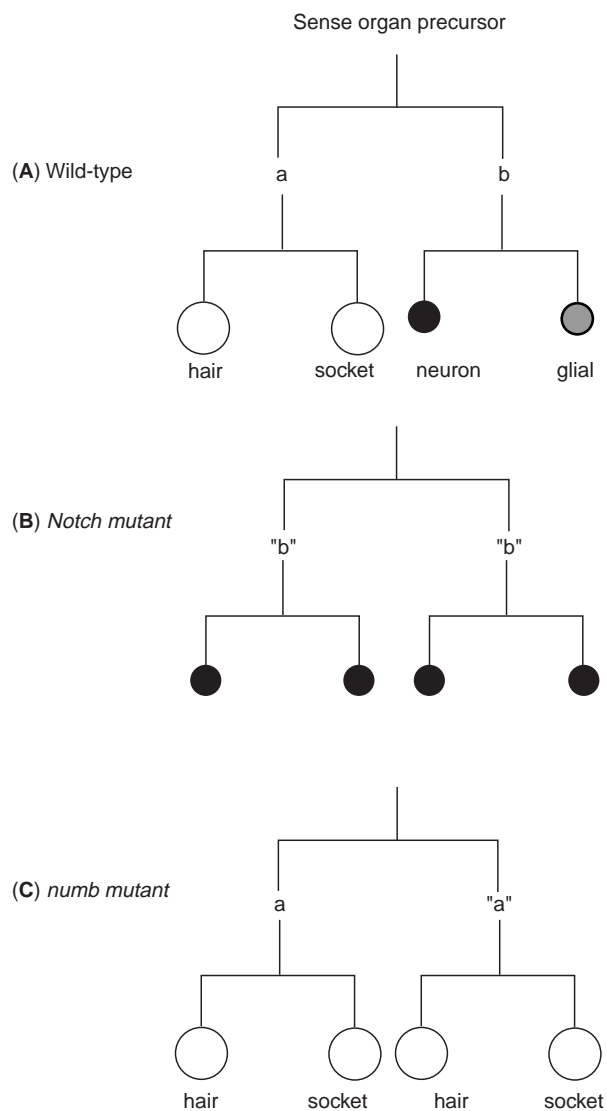 Sense organ precursor
(A) Wild-type
a b
hair socket neuron glial
(B) Notch mutant
"b" "b"
(C) numb mutant
a "a"
hair socket hair socket